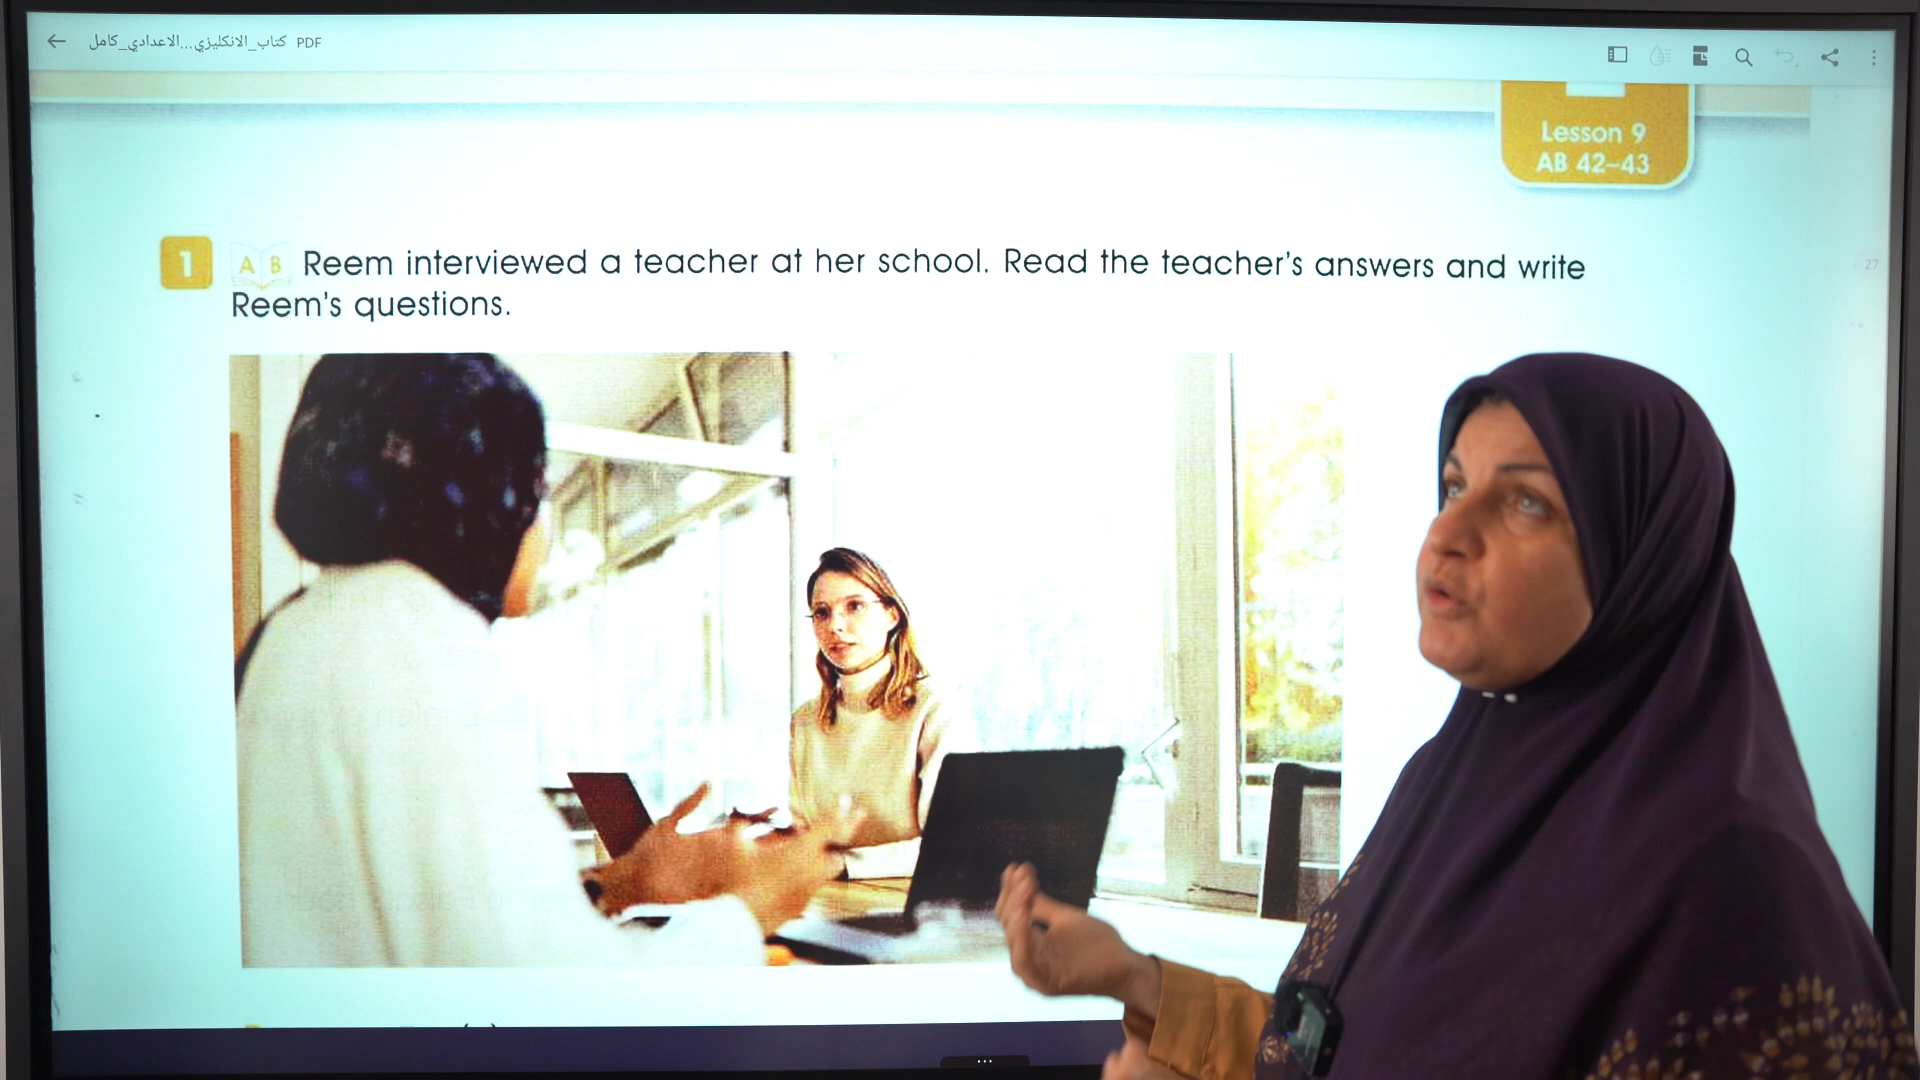 كتاب_الانكليزي...الاعدادي_كامل PDF
Lesson 9
AB 42–43
27
1 A B Reem interviewed a teacher at her school. Read the teacher's answers and write
Reem's questions.